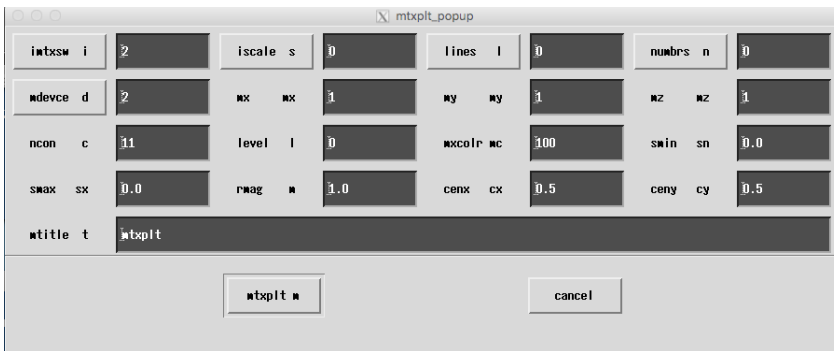 mtxplt_popup
imtxsw i 2 iscale s 0 lines l 0 numbrs n 0
mdevce d 2 mx mx 1 my my 1 mz mz 1
ncon c 11 level l 0 mxcolr mc 100 smin sn 0.0
smax sx 0.0 rmag m 1.0 cenx cx 0.5 ceny cy 0.5
mtitle t mtxplt
mtxplt m cancel